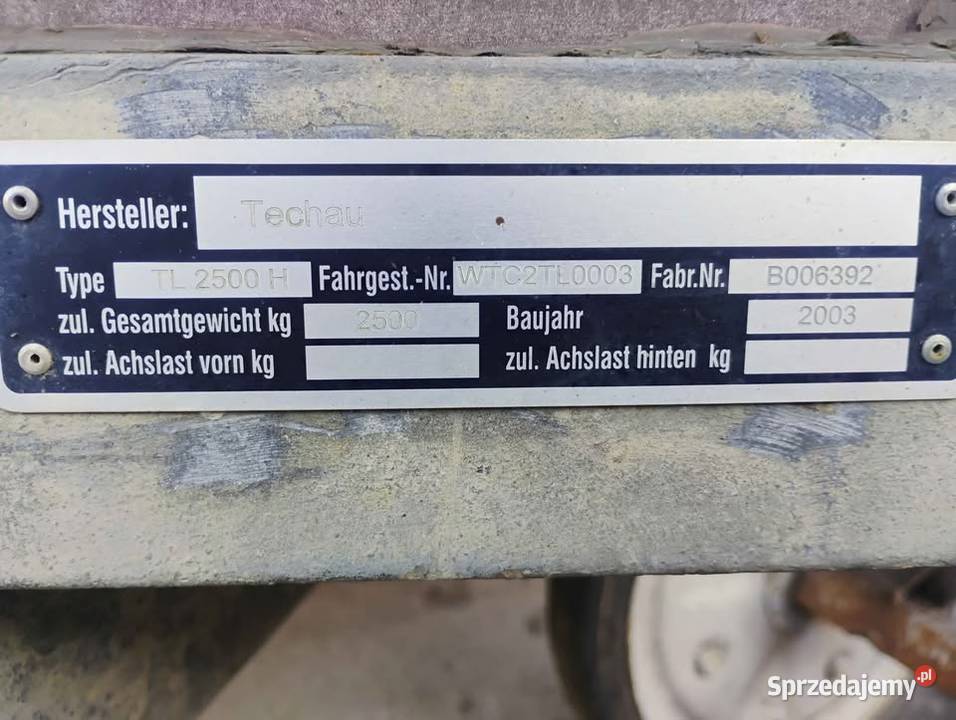 Hersteller: Techau
Type TL 2500 H Fahrgest.-Nr. WTC2TL0003 Fabr.Nr. B006392
zul. Gesamtgewicht kg 2500 Baujahr 2003
zul. Achslast vorn kg zul. Achslast hinten kg
Sprzedajemy.pl